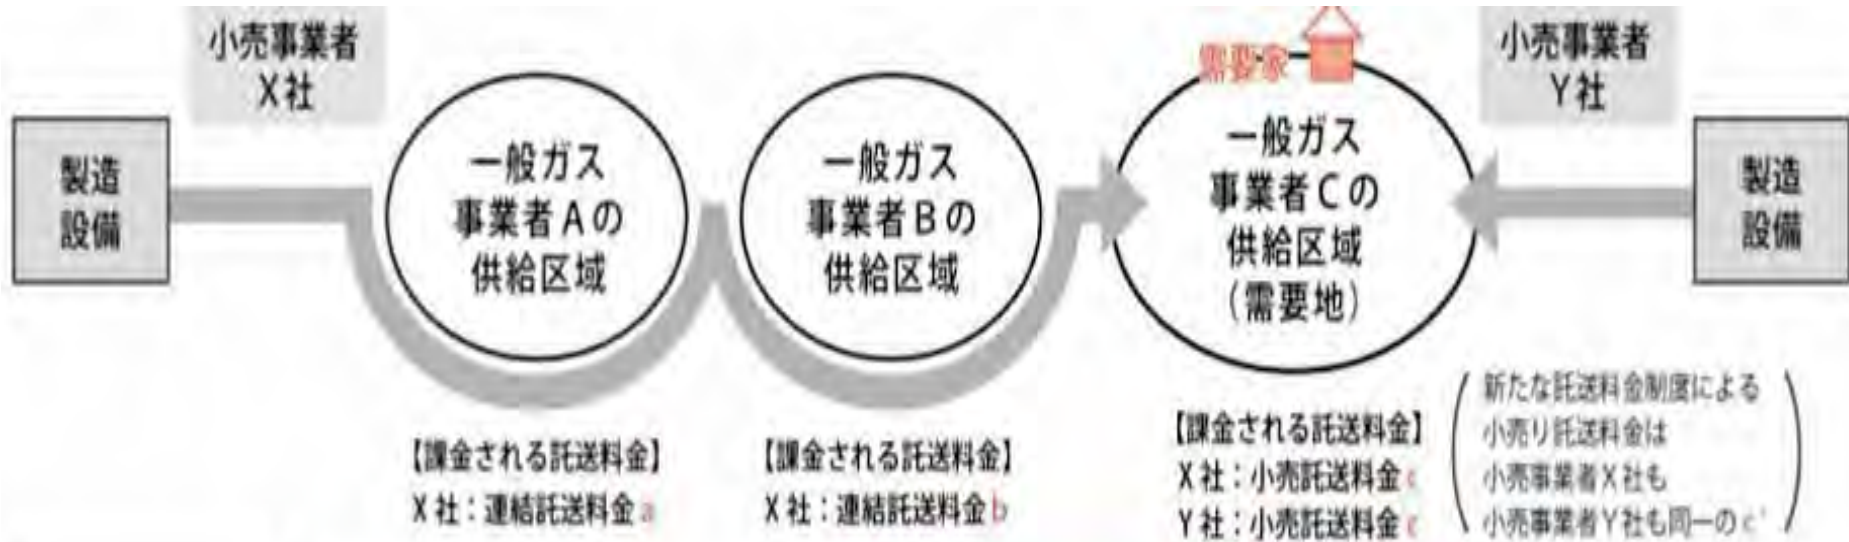 小売事業者
X社
製造
設備
一般ガス
事業者Aの
供給区域
一般ガス
事業者Bの
供給区域
需要家
一般ガス
事業者Cの
供給区域
(需要地)
小売事業者
Y社
製造
設備
【課金される託送料金】
X社：連結託送料金a
【課金される託送料金】
X社：連結託送料金b
【課金される託送料金】
X社：小売託送料金c
Y社：小売託送料金c
新たな託送料金制度による
小売り託送料金は
小売事業者X社も
小売事業者Y社も同一のc'